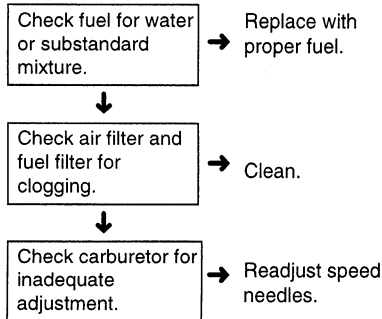 Check fuel for water
or substandard
mixture.
Replace with
proper fuel.
Check air filter and
fuel filter for
clogging.
Clean.
Check carburetor for
inadequate
adjustment.
Readjust speed
needles.